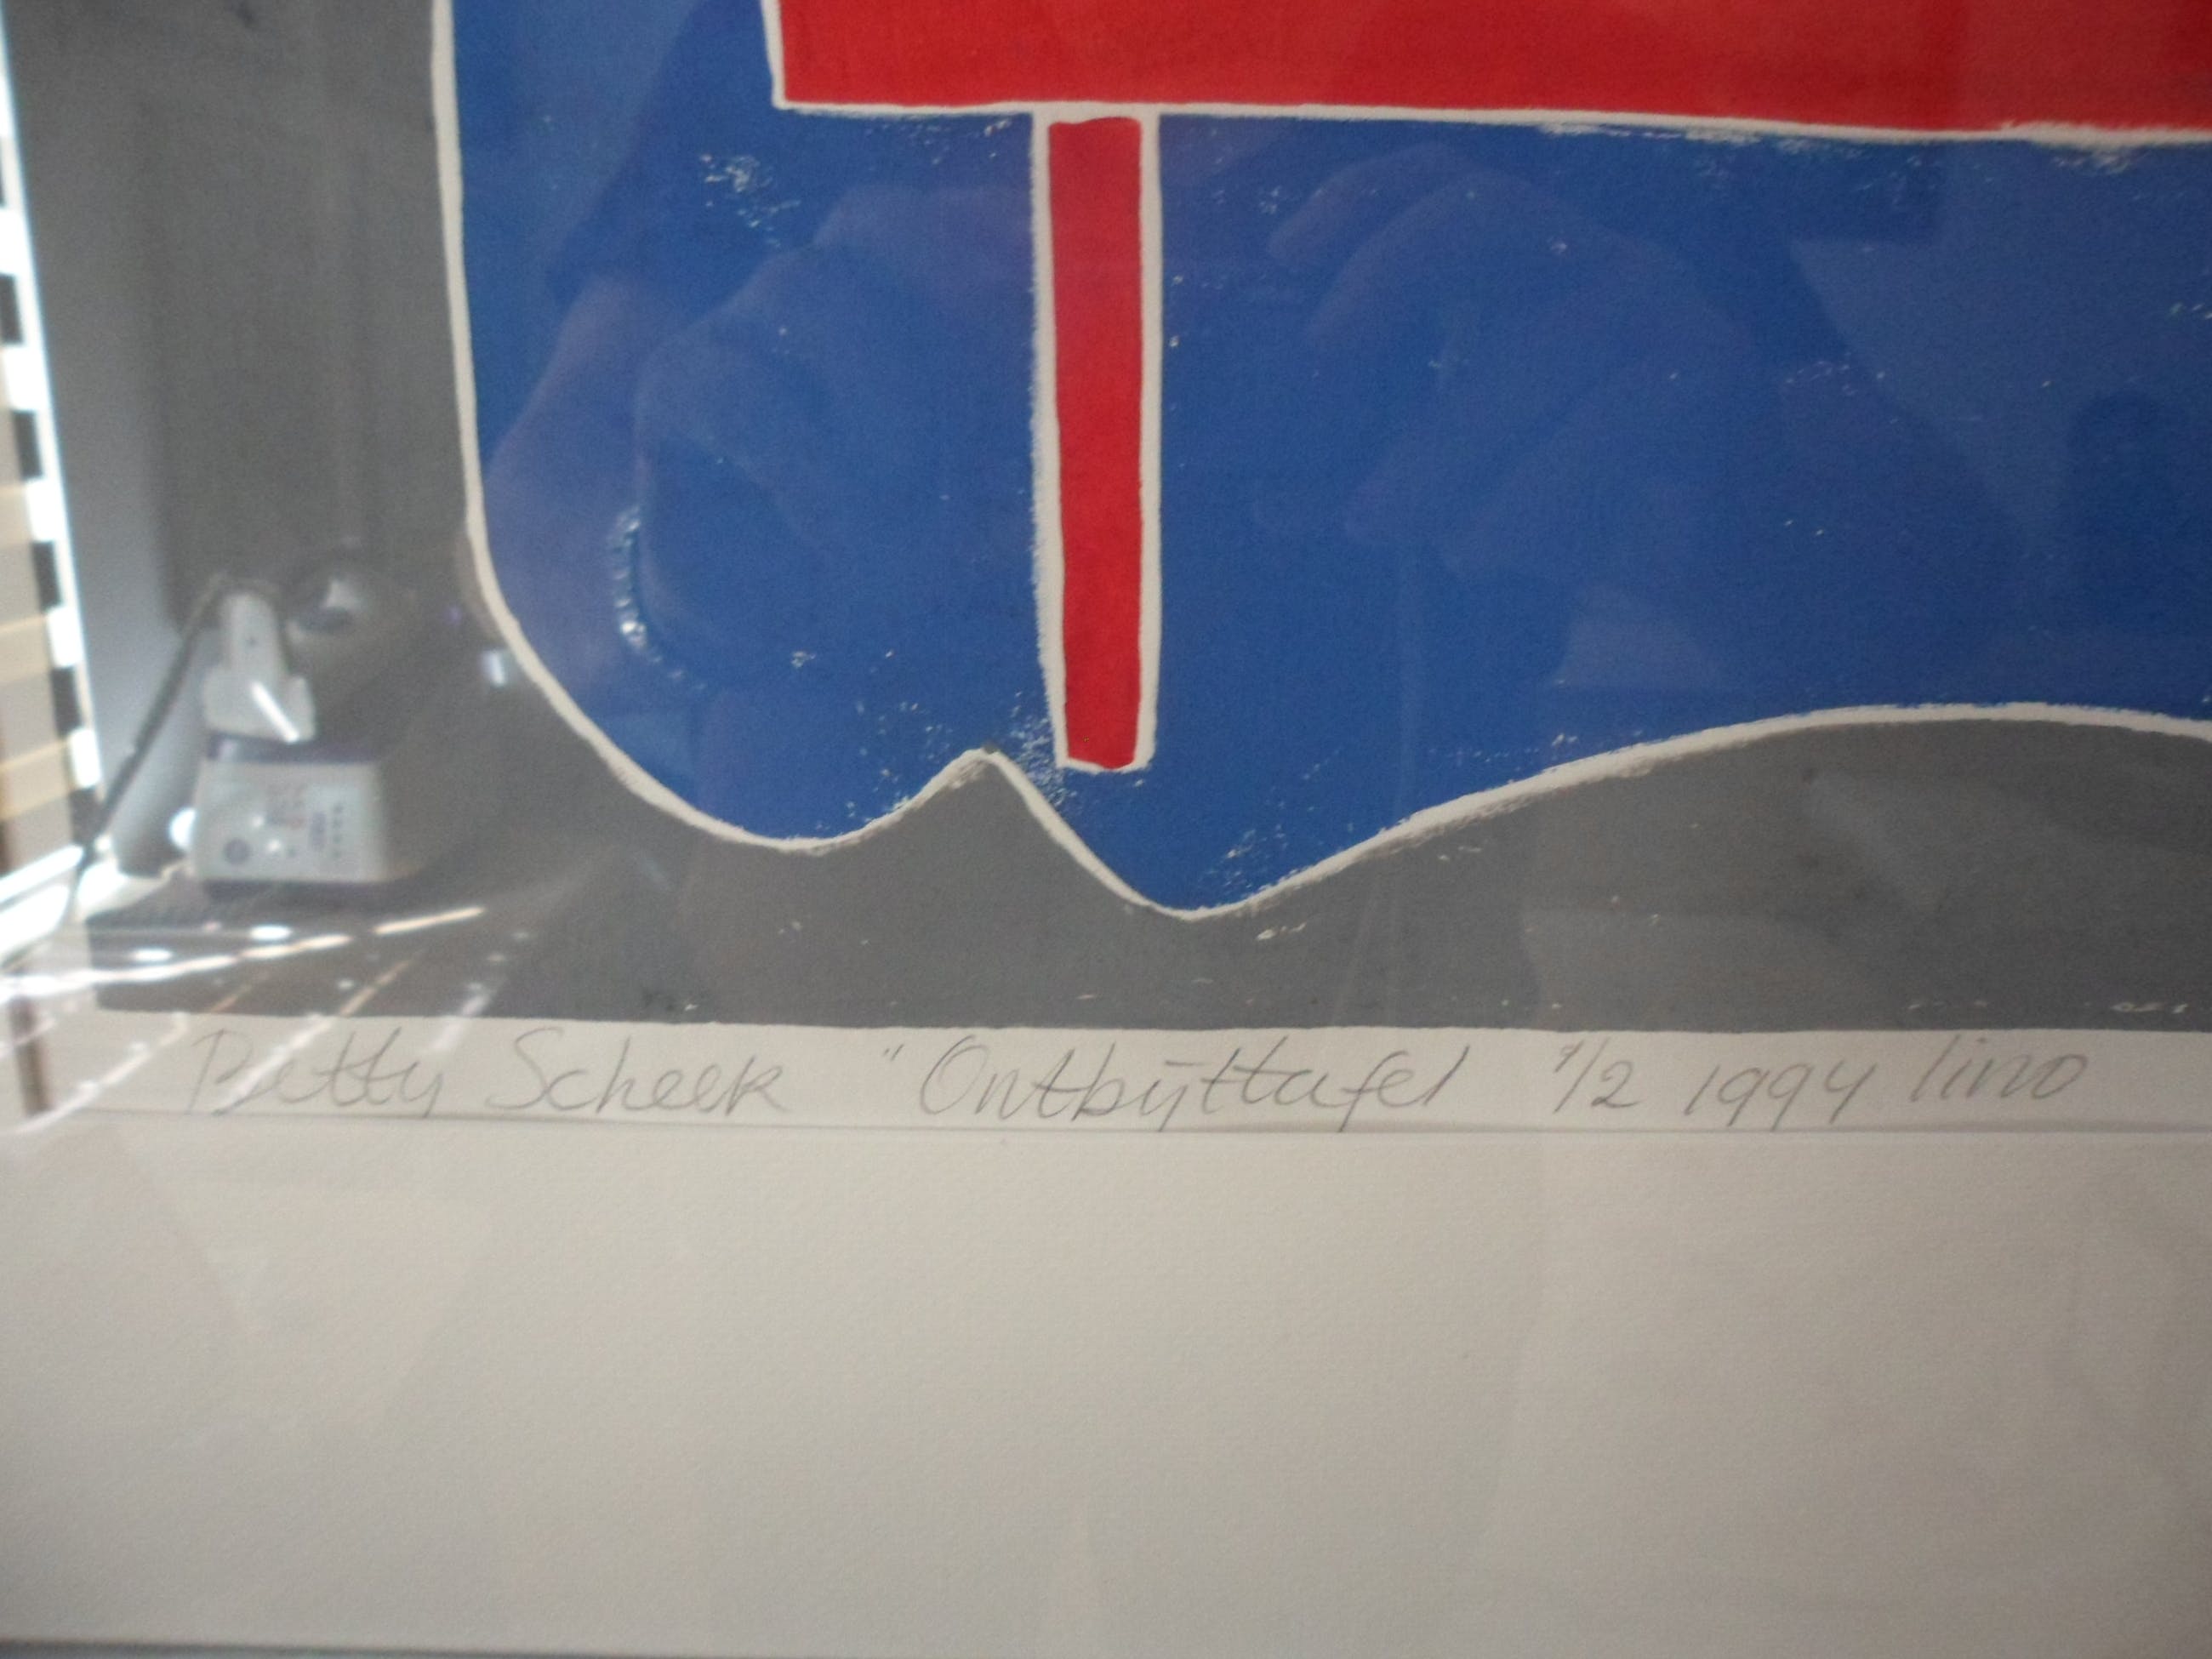 Betty Scheek "Ontbijttafel 1/2 1994 lino